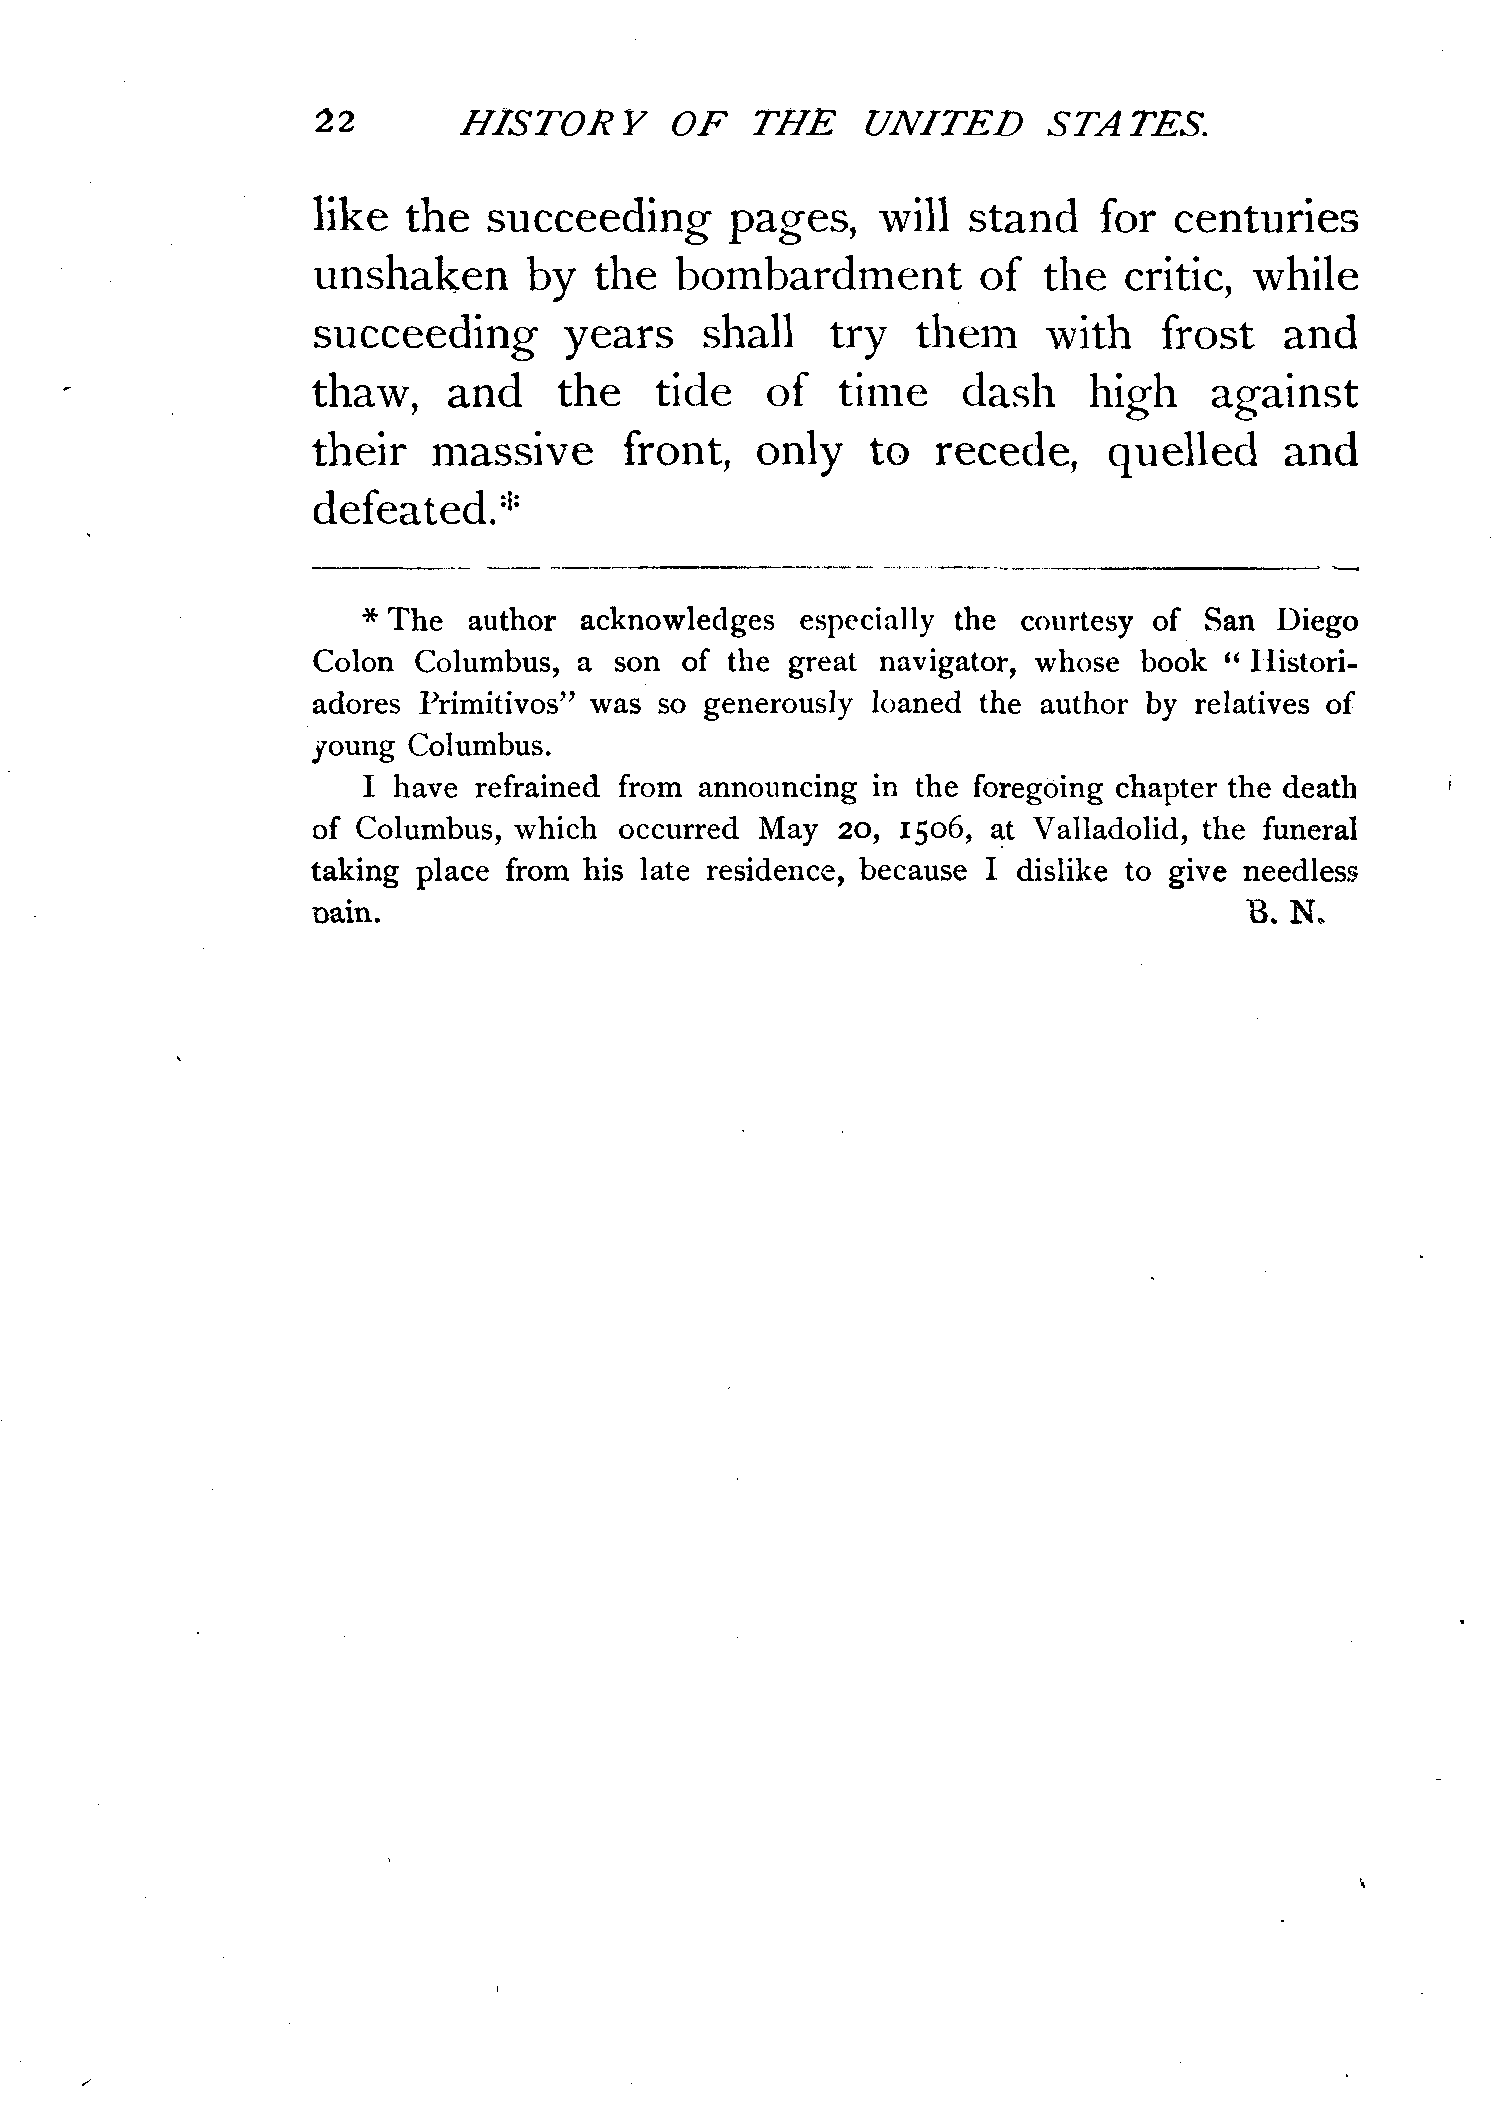 22 HISTORY OF THE UNITED STATES.
like the succeeding pages, will stand for centuries
unshaken by the bombardment of the critic, while
succeeding years shall try them with frost and
thaw, and the tide of time dash high against
their massive front, only to recede, quelled and
defeated.*
* The author acknowledges especially the courtesy of San Diego
Colon Columbus, a son of the great navigator, whose book “ Histori-
adores Primitivos” was so generously loaned the author by relatives of
young Columbus.
I have refrained from announcing in the foregoing chapter the death
of Columbus, which occurred May 20, 1506, at Valladolid, the funeral
taking place from his late residence, because I dislike to give needless
pain. B. N.